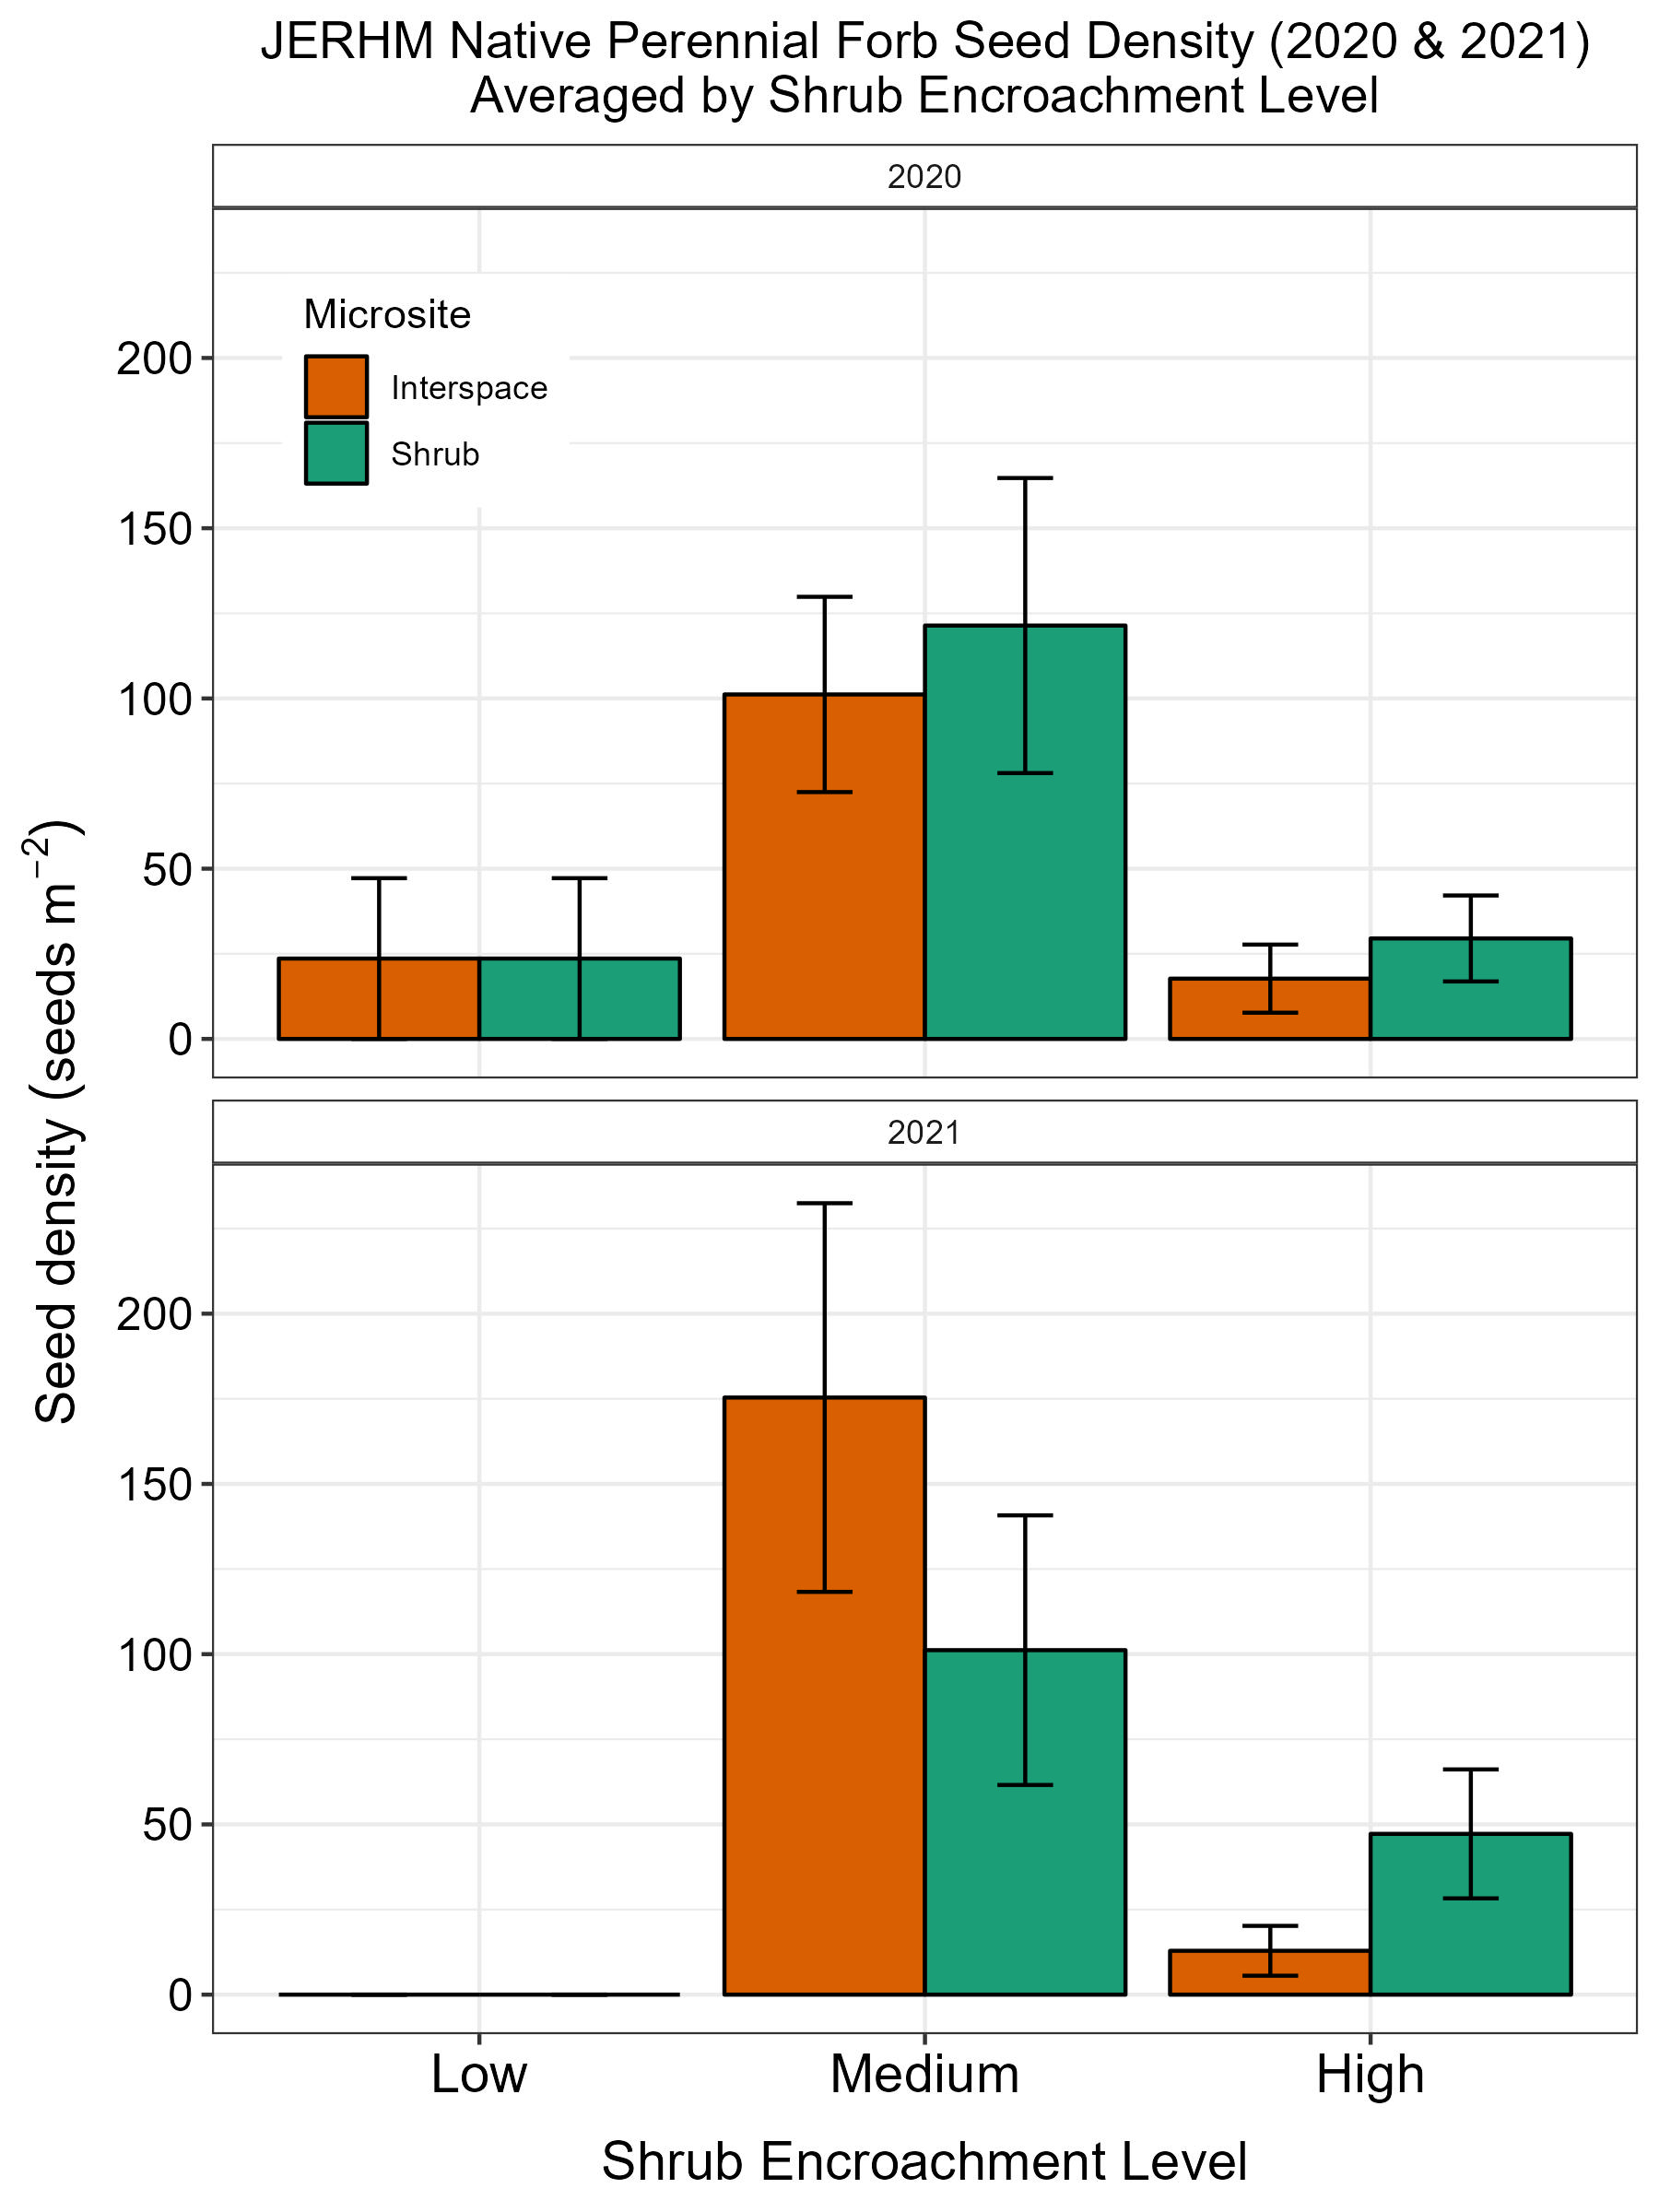 JERHM Native Perennial Forb Seed Density (2020 & 2021)
Averaged by Shrub Encroachment Level
2020
Microsite
Interspace
Shrub
200
150
100
50
0
Seed density (seeds m⁻²)
2021
200
150
100
50
0
Low Medium High
Shrub Encroachment Level